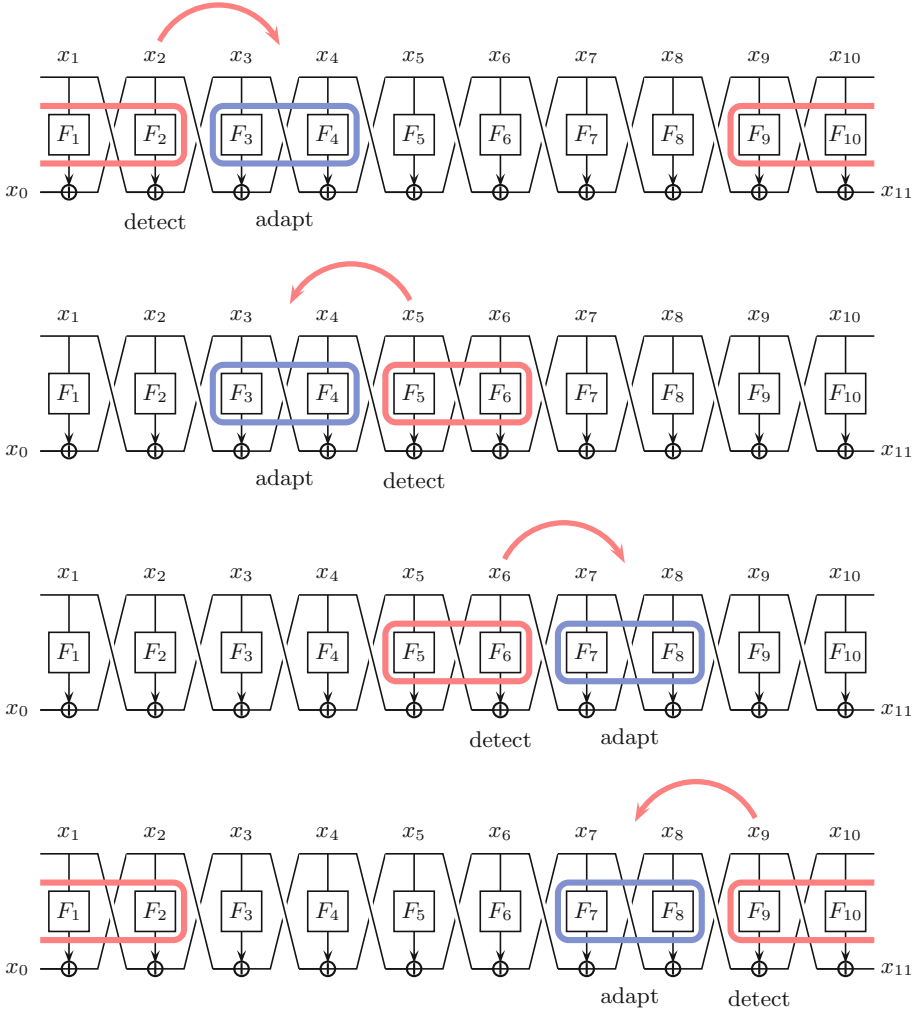 x₁ x₂ x₃ x₄ x₅ x₆ x₇ x₈ x₉ x₁₀
F₁ F₂ F₃ F₄ F₅ F₆ F₇ F₈ F₉ F₁₀
x₀ x₁₁
detect adapt
x₁ x₂ x₃ x₄ x₅ x₆ x₇ x₈ x₉ x₁₀
F₁ F₂ F₃ F₄ F₅ F₆ F₇ F₈ F₉ F₁₀
x₀ x₁₁
adapt detect
x₁ x₂ x₃ x₄ x₅ x₆ x₇ x₈ x₉ x₁₀
F₁ F₂ F₃ F₄ F₅ F₆ F₇ F₈ F₉ F₁₀
x₀ x₁₁
detect adapt
x₁ x₂ x₃ x₄ x₅ x₆ x₇ x₈ x₉ x₁₀
F₁ F₂ F₃ F₄ F₅ F₆ F₇ F₈ F₉ F₁₀
x₀ x₁₁
adapt detect